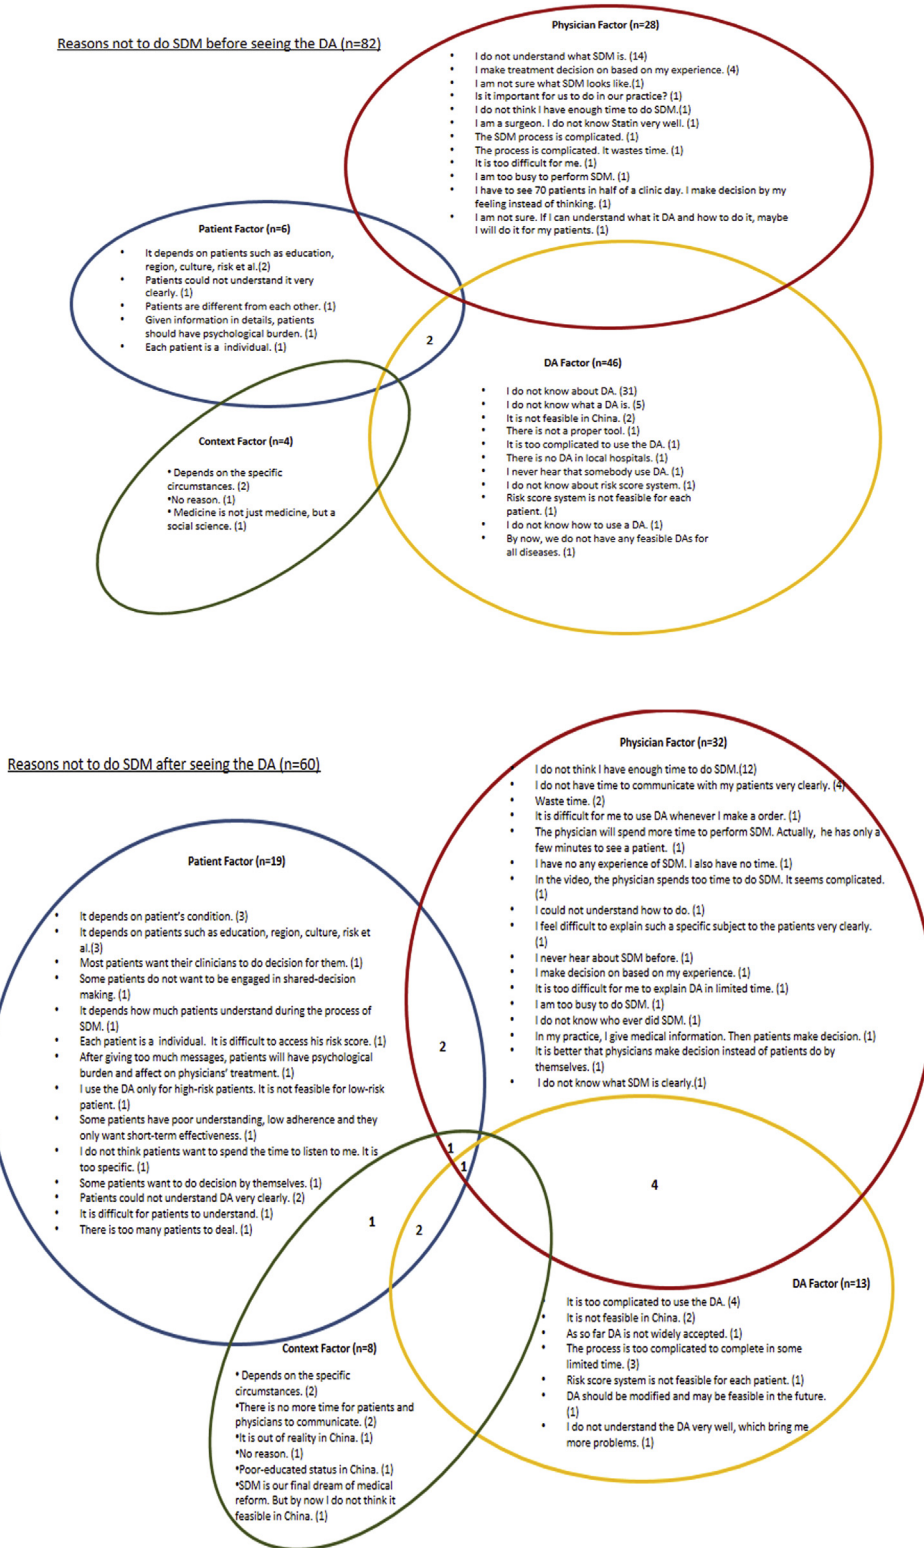 Reasons not to do SDM before seeing the DA (n=82)
Physician Factor (n=28)
• I do not understand what SDM is. (14)
• I make treatment decision on based on my experience. (4)
• I am not sure what SDM looks like.(1)
• Is it important for us to do in our practice? (1)
• I do not think I have enough time to do SDM.(1)
• I am a surgeon. I do not know Statin very well. (1)
• The SDM process is complicated. (1)
• The process is complicated. It wastes time. (1)
• It is too difficult for me. (1)
• I am too busy to perform SDM. (1)
• I have to see 70 patients in half of a clinic day. I make decision by my
feeling instead of thinking. (1)
• I am not sure. If I can understand what it DA and how to do it, maybe
I will do it for my patients. (1)
Patient Factor (n=6)
• It depends on patients such as education,
region, culture, risk et al.(2)
• Patients could not understand it very
clearly. (1)
• Patients are different from each other. (1)
• Given information in details, patients
should have psychological burden. (1)
• Each patient is a individual. (1)
2
DA Factor (n=46)
• I do not know about DA. (31)
• I do not know what a DA is. (5)
• It is not feasible in China. (2)
• There is not a proper tool. (1)
• It is too complicated to use the DA. (1)
• There is no DA in local hospitals. (1)
• I never hear that somebody use DA. (1)
• I do not know about risk score system. (1)
• Risk score system is not feasible for each
patient. (1)
• I do not know how to use a DA. (1)
• By now, we do not have any feasible DAs for
all diseases. (1)
Context Factor (n=4)
• Depends on the specific
circumstances. (2)
•No reason. (1)
• Medicine is not just medicine, but a
social science. (1)
Reasons not to do SDM after seeing the DA (n=60)
Physician Factor (n=32)
• I do not think I have enough time to do SDM.(12)
• I do not have time to communicate with my patients very clearly. (4)
• Waste time. (2)
• It is difficult for me to use DA whenever I make a order. (1)
• The physician will spend more time to perform SDM. Actually, he has only a
few minutes to see a patient. (1)
• I have no any experience of SDM. I also have no time. (1)
• In the video, the physician spends too time to do SDM. It seems complicated.
(1)
• I could not understand how to do. (1)
• I feel difficult to explain such a specific subject to the patients very clearly.
(1)
• I never hear about SDM before. (1)
• I make decision on based on my experience. (1)
• It is too difficult for me to explain DA in limited time. (1)
• I am too busy to do SDM. (1)
• I do not know who ever did SDM. (1)
• In my practice, I give medical information. Then patients make decision. (1)
• It is better that physicians make decision instead of patients do by
themselves. (1)
• I do not know what SDM is clearly.(1)
Patient Factor (n=19)
• It depends on patient's condition. (3)
• It depends on patients such as education, region, culture, risk et
al.(3)
• Most patients want their clinicians to do decision for them. (1)
• Some patients do not want to be engaged in shared-decision
making. (1)
• It depends how much patients understand during the process of
SDM. (1)
• Each patient is a individual. It is difficult to access his risk score. (1)
• After giving too much messages, patients will have psychological
burden and affect on physicians' treatment. (1)
• I use the DA only for high-risk patients. It is not feasible for low-risk
patient. (1)
• Some patients have poor understanding, low adherence and they
only want short-term effectiveness. (1)
• I do not think patients want to spend the time to listen to me. It is
too specific. (1)
• Some patients want to do decision by themselves. (1)
• Patients could not understand DA very clearly. (2)
• It is difficult for patients to understand. (1)
• There is too many patients to deal. (1)
2
1
1
4
1
2
DA Factor (n=13)
• It is too complicated to use the DA. (4)
• It is not feasible in China. (2)
• As so far DA is not widely accepted. (1)
• The process is too complicated to complete in some
limited time. (3)
• Risk score system is not feasible for each patient. (1)
• DA should be modified and may be feasible in the future.
(1)
• I do not understand the DA very well, which bring me
more problems. (1)
Context Factor (n=8)
• Depends on the specific
circumstances. (2)
•There is no more time for patients and
physicians to communicate. (2)
•It is out of reality in China. (1)
•No reason. (1)
•Poor-educated status in China. (1)
•SDM is our final dream of medical
reform. But by now I do not think it
feasible in China. (1)